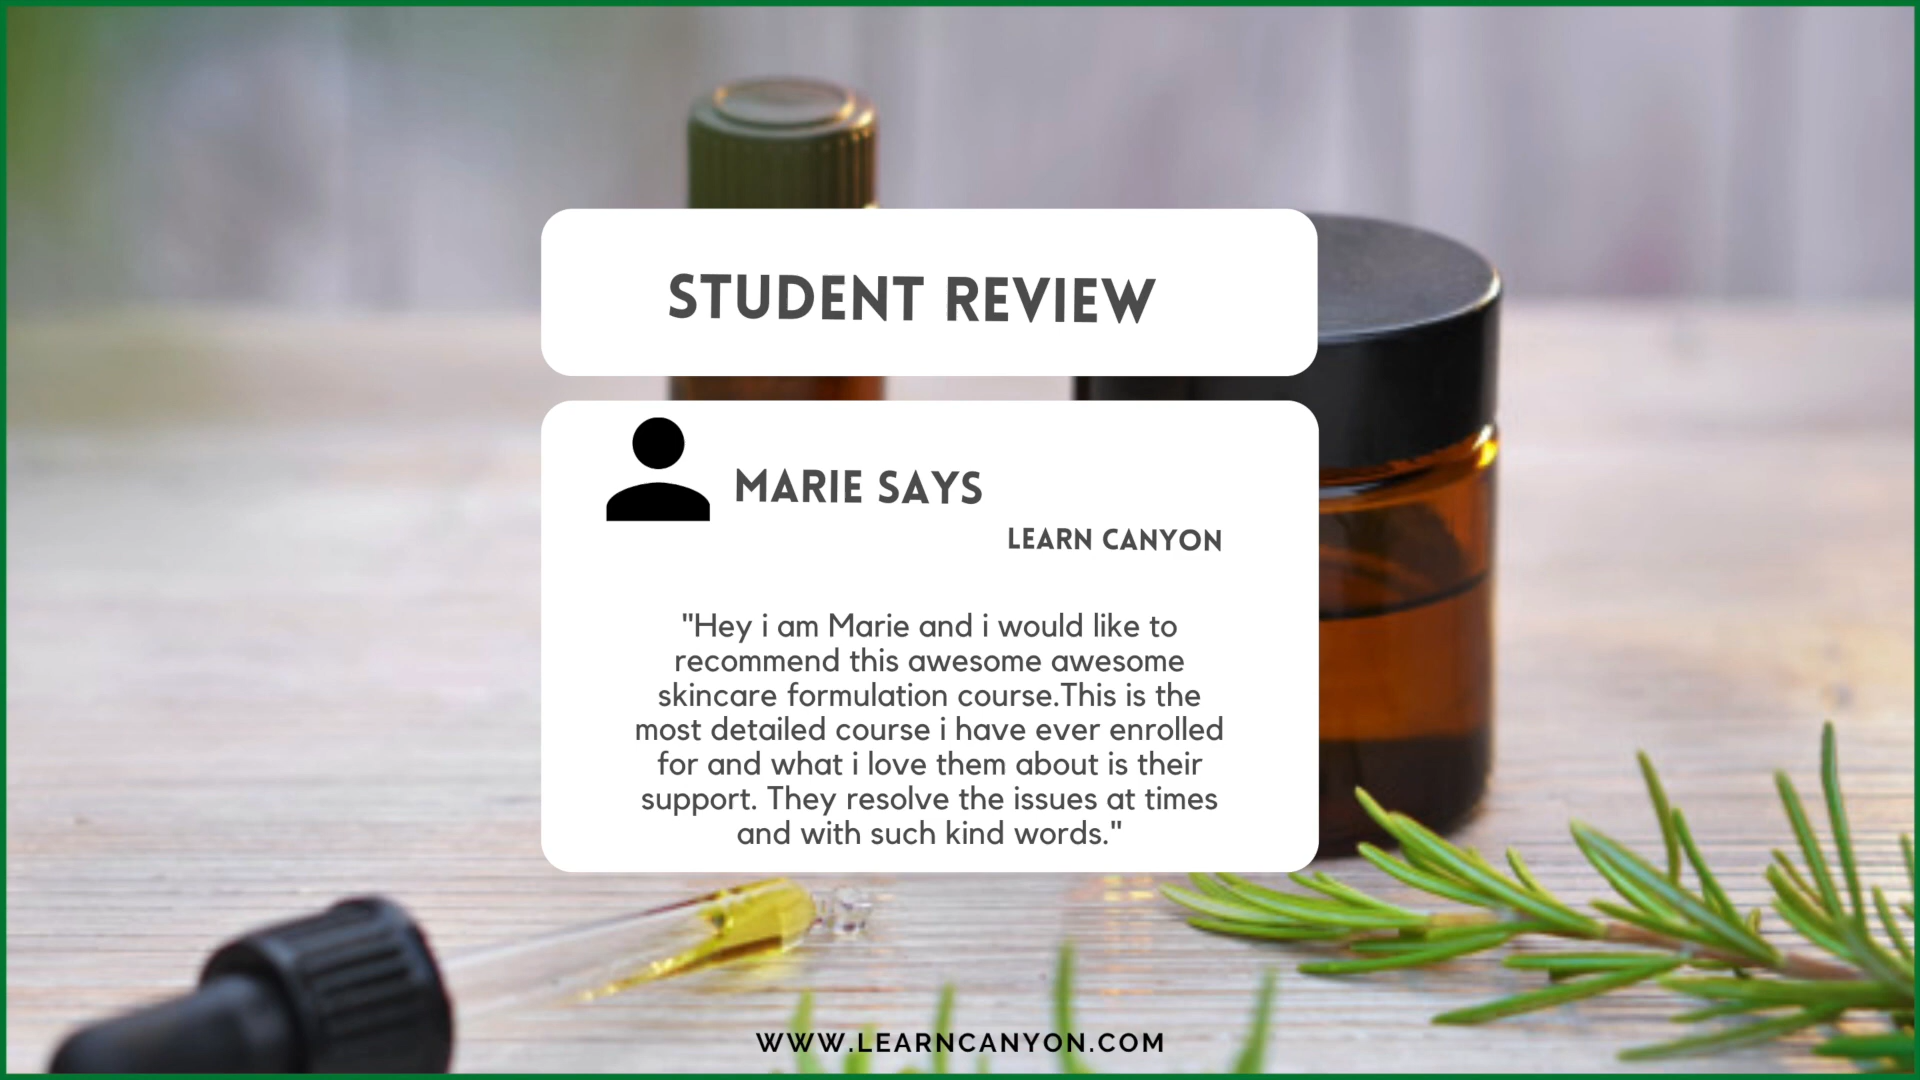 STUDENT REVIEW
MARIE SAYS
LEARN CANYON
"Hey i am Marie and i would like to
recommend this awesome awesome
skincare formulation course.This is the
most detailed course i have ever enrolled
for and what i love them about is their
support. They resolve the issues at times
and with such kind words."
WWW.LEARNCANYON.COM